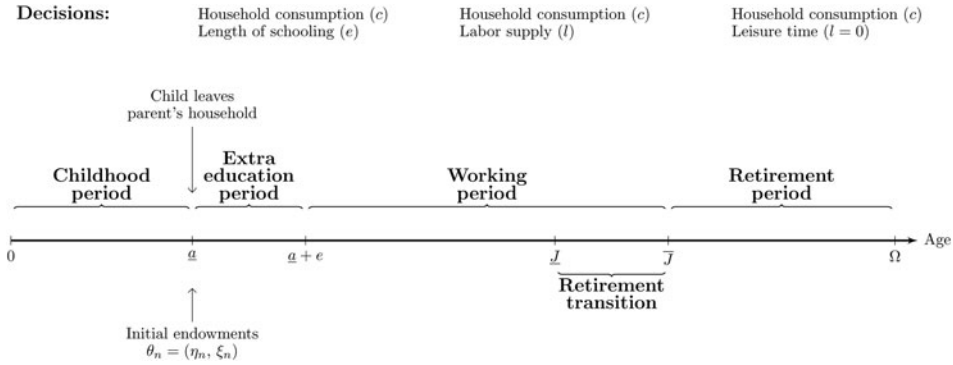 Decisions:
Household consumption (c)
Length of schooling (e)
Household consumption (c)
Labor supply (l)
Household consumption (c)
Leisure time (l = 0)
Child leaves
parent's household
Childhood
period
Extra
education
period
Working
period
Retirement
period
0
a̲
a̲ + e
J̲
J̅
Ω
Age
Retirement
transition
Initial endowments
θₙ = (ηₙ, ξₙ)